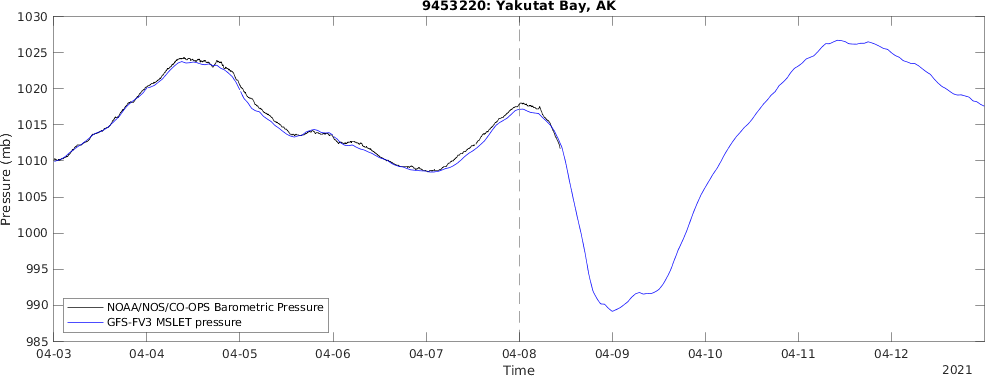 9453220: Yakutat Bay, AK
Pressure (mb)
1030
1025
1020
1015
1010
1005
1000
995
990
985
NOAA/NOS/CO-OPS Barometric Pressure
GFS-FV3 MSLET pressure
04-03 04-04 04-05 04-06 04-07 04-08 04-09 04-10 04-11 04-12
Time
2021